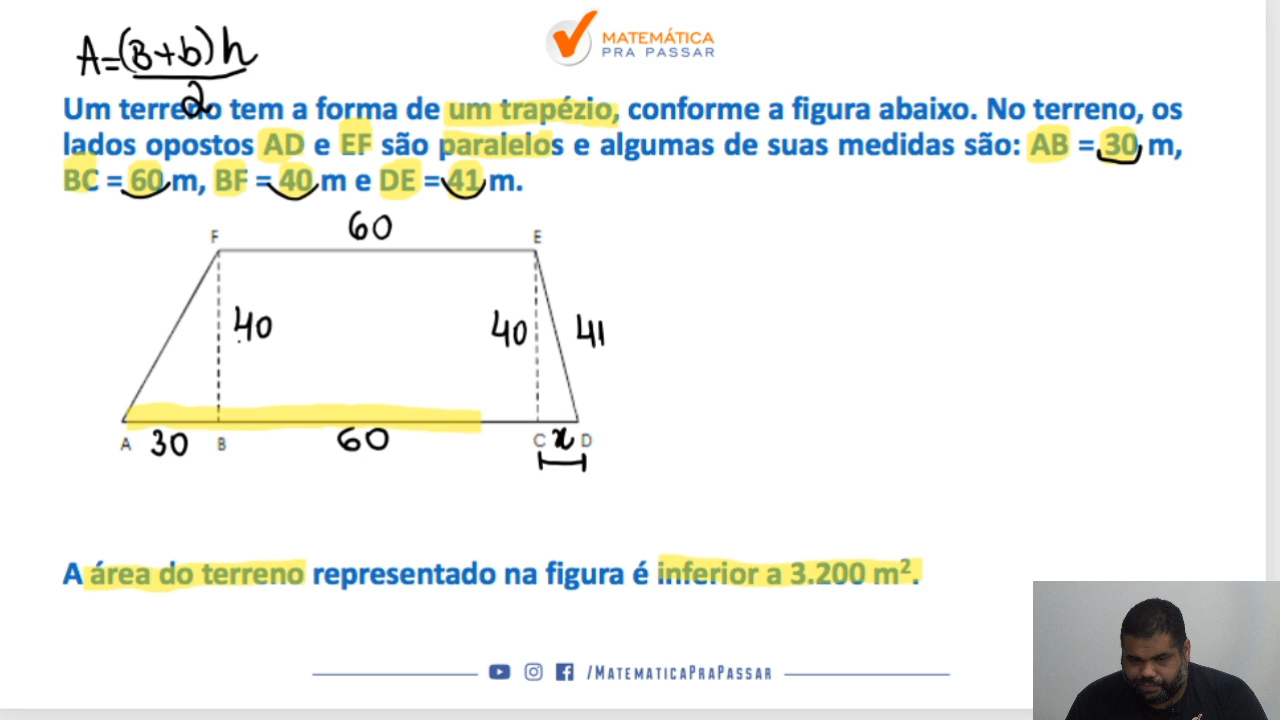 A=(B+b)h
2
MATEMÁTICA
PRA PASSAR
Um terreno tem a forma de um trapézio, conforme a figura abaixo. No terreno, os
lados opostos AD e EF são paralelos e algumas de suas medidas são: AB = 30 m,
BC = 60 m, BF = 40 m e DE = 41 m.
60
F E
40 40 41
A 30 B 60 C x D
A área do terreno representado na figura é inferior a 3.200 m².
/MATEMATICAPRAPASSAR